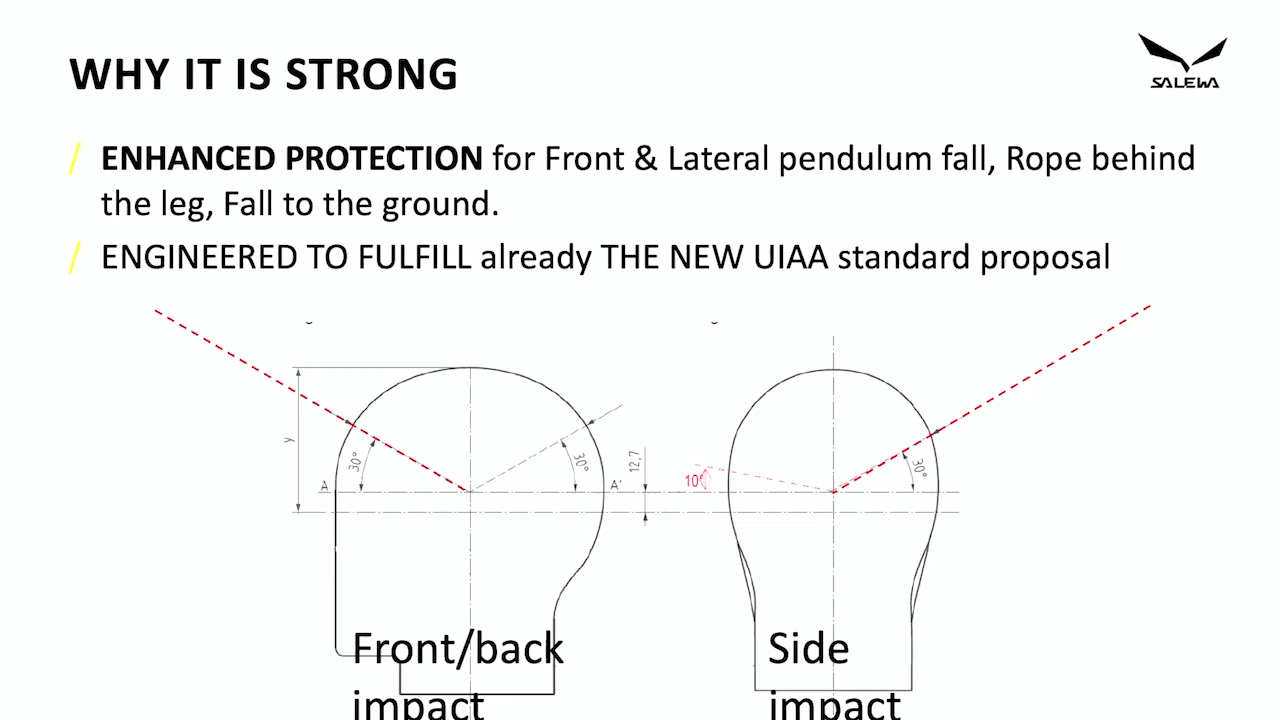 WHY IT IS STRONG
SALEWA
/ ENHANCED PROTECTION for Front & Lateral pendulum fall, Rope behind
the leg, Fall to the ground.
/ ENGINEERED TO FULFILL already THE NEW UIAA standard proposal
y
30°
30°
12,7
10°
30°
A
A'
Front/back
impact
Side
impact